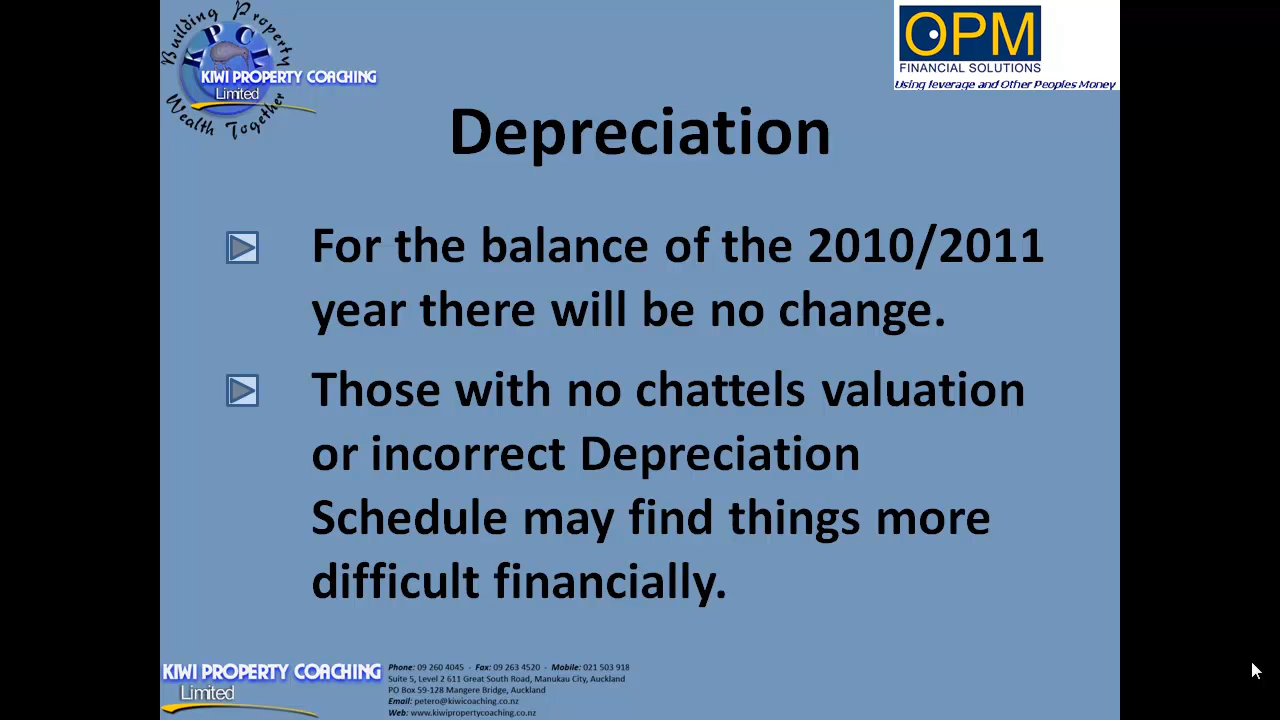 Building Property
KPCL
KIWI PROPERTY COACHING
Limited
Wealth Together
OPM
FINANCIAL SOLUTIONS
Using leverage and Other Peoples Money
Depreciation
For the balance of the 2010/2011
year there will be no change.
Those with no chattels valuation
or incorrect Depreciation
Schedule may find things more
difficult financially.
KIWI PROPERTY COACHING
Limited
Phone: 09 260 4045 - Fax: 09 263 4520 - Mobile: 021 503 918
Suite 5, Level 2 611 Great South Road, Manukau City, Auckland
PO Box 59-128 Mangere Bridge, Auckland
Email: petero@kiwicoaching.co.nz
Web: www.kiwipropertycoaching.co.nz